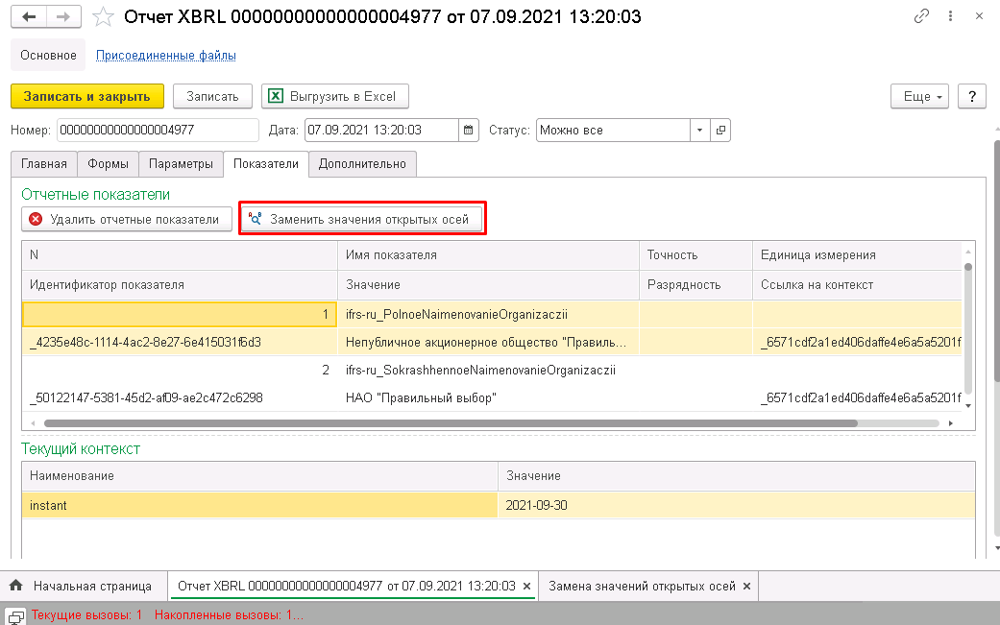 Отчет XBRL 00000000000000004977 от 07.09.2021 13:20:03
Основное Присоединенные файлы
Записать и закрыть Записать Выгрузить в Excel Еще ?
Номер: 00000000000000004977 Дата: 07.09.2021 13:20:03 Статус: Можно все
Главная Формы Параметры Показатели Дополнительно
Отчетные показатели
Удалить отчетные показатели Заменить значения открытых осей
N Имя показателя Точность Единица измерения
Идентификатор показателя Значение Разрядность Ссылка на контекст
1 ifrs-ru_PolnoeNaimenovanieOrganizaczii
_4235e48c-1114-4ac2-8e27-6e415031f6d3 Непубличное акционерное общество "Правиль... _6571cdf2a1ed406daffe4e6a5a5201f
2 ifrs-ru_SokrashhennoeNaimenovanieOrganizaczii
_50122147-5381-45d2-af09-ae2c472c6298 НАО "Правильный выбор" _6571cdf2a1ed406daffe4e6a5a5201f
Текущий контекст
Наименование Значение
instant 2021-09-30
Начальная страница Отчет XBRL 00000000000000004977 от 07.09.2021 13:20:03 Замена значений открытых осей
Текущие вызовы: 1 Накопленные вызовы: 1...